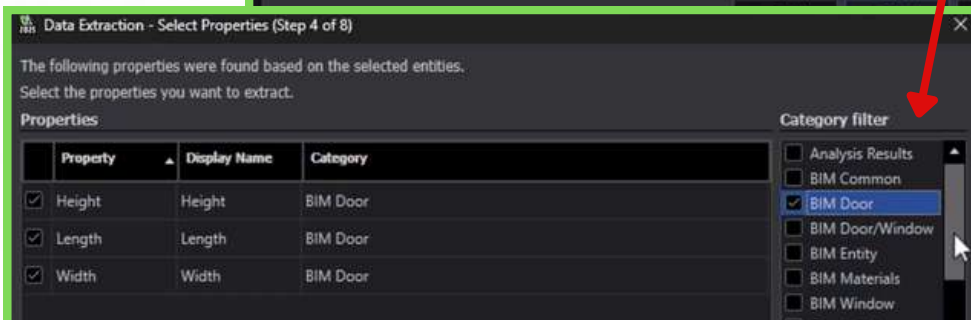 Data Extraction - Select Properties (Step 4 of 8)
The following properties were found based on the selected entities.
Select the properties you want to extract.
Properties
Category filter
Property Display Name Category
Height Height BIM Door
Length Length BIM Door
Width Width BIM Door
Analysis Results
BIM Common
BIM Door
BIM Door/Window
BIM Entity
BIM Materials
BIM Window